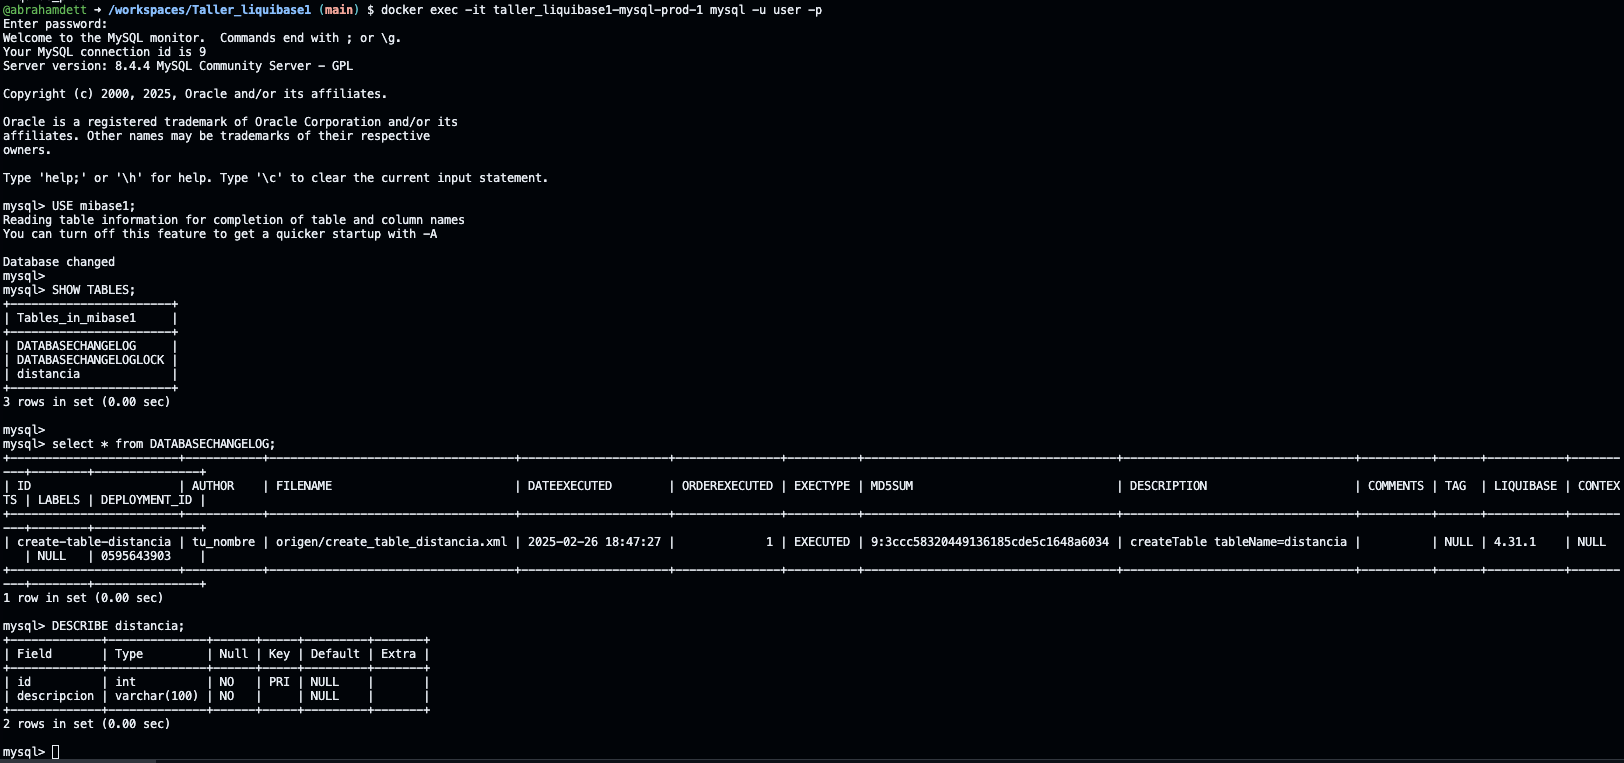 @abrahamdett → /workspaces/Taller_liquibase1 (main) $ docker exec -it taller_liquibase1-mysql-prod-1 mysql -u user -p
Enter password:
Welcome to the MySQL monitor.  Commands end with ; or \g.
Your MySQL connection id is 9
Server version: 8.4.4 MySQL Community Server - GPL

Copyright (c) 2000, 2025, Oracle and/or its affiliates.

Oracle is a registered trademark of Oracle Corporation and/or its
affiliates. Other names may be trademarks of their respective
owners.

Type 'help;' or '\h' for help. Type '\c' to clear the current input statement.

mysql> USE mibase1;
Reading table information for completion of table and column names
You can turn off this feature to get a quicker startup with -A

Database changed
mysql>
mysql> SHOW TABLES;
| Tables_in_mibase1     |
| DATABASECHANGELOG     |
| DATABASECHANGELOGLOCK |
| distancia             |
3 rows in set (0.00 sec)

mysql>
mysql> select * from DATABASECHANGELOG;
| ID                     | AUTHOR    | FILENAME                          | DATEEXECUTED        | ORDEREXECUTED | EXECTYPE | MD5SUM                             | DESCRIPTION                     | COMMENTS | TAG  | LIQUIBASE | CONTEX
TS | LABELS | DEPLOYMENT_ID |
| create-table-distancia | tu_nombre | origen/create_table_distancia.xml | 2025-02-26 18:47:27 |             1 | EXECUTED | 9:3ccc58320449136185cde5c1648a6034 | createTable tableName=distancia |          | NULL | 4.31.1    | NULL
   | NULL   | 0595643903    |
1 row in set (0.00 sec)

mysql> DESCRIBE distancia;
| Field       | Type         | Null | Key | Default | Extra |
| id          | int          | NO   | PRI | NULL    |       |
| descripcion | varchar(100) | NO   |     | NULL    |       |
2 rows in set (0.00 sec)

mysql>